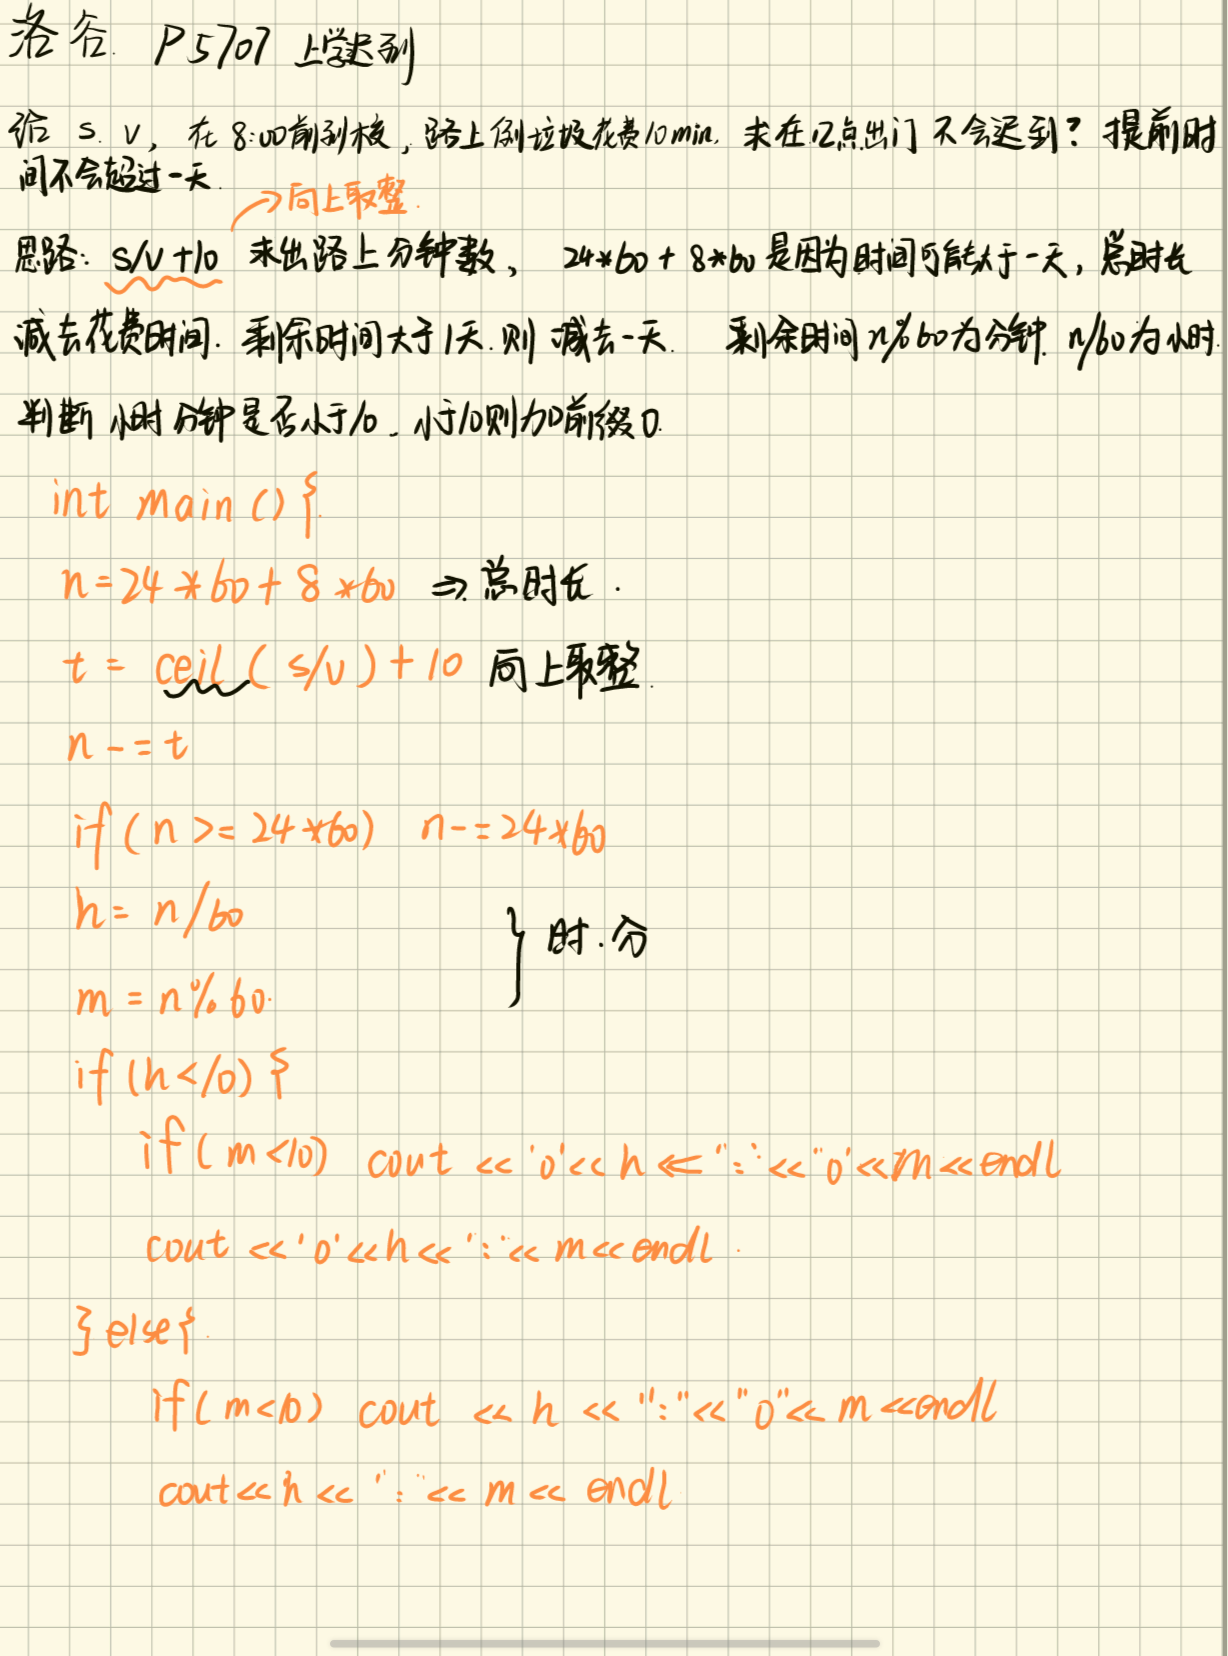 洛谷. P5707 上学迟到
给 s. v, 在 8:00前到校, 路上倒垃圾花费10min. 求在几点出门 不会迟到? 提前时
间不会超过一天.
→向上取整.
思路: s/v+10 求出路上分钟数, 24*60 + 8*60 是因为时间可能大于一天, 总时长
减去花费时间. 剩余时间大于1天.则 减去一天. 剩余时间 n%60为分钟. n/60为小时.
判断 小时 分钟是否小于10. 小于10则加前缀0.
int main () {
n=24*60+8*60 ⇒ 总时长.
t = ceil ( s/v ) + 10 向上取整.
n -= t
if ( n >= 24*60) n-=24*60
h= n/60
} 时.分
m = n%60.
if (h<10) {
if ( m<10) cout << '0'<< h << ":" << "0'<<m<<endl
cout <<'0'<<h<<":"<< m<<endl.
} else {.
if ( m<10) cout << h << ":"<<"0"<< m <<endl
cout<< h << ":" << m << endl